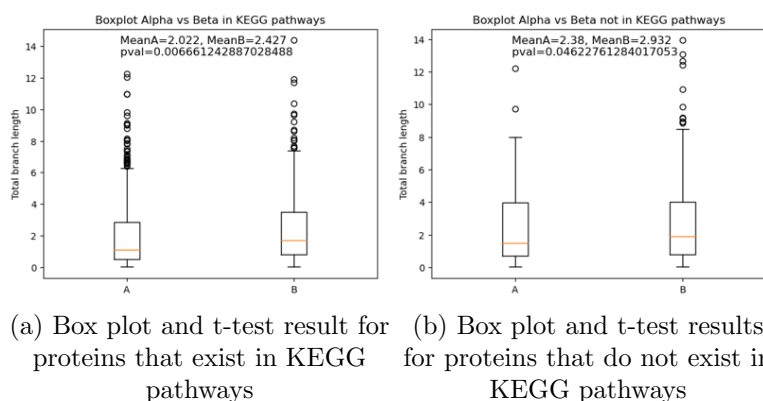 Boxplot Alpha vs Beta in KEGG pathways
MeanA=2.022, MeanB=2.427
pval=0.006661242887028488
Total branch length
14
12
10
8
6
4
2
0
A B
Boxplot Alpha vs Beta not in KEGG pathways
MeanA=2.38, MeanB=2.932
pval=0.04622761284017053
Total branch length
14
12
10
8
6
4
2
0
A B
(a) Box plot and t-test result for
proteins that exist in KEGG
pathways
(b) Box plot and t-test results
for proteins that do not exist in
KEGG pathways